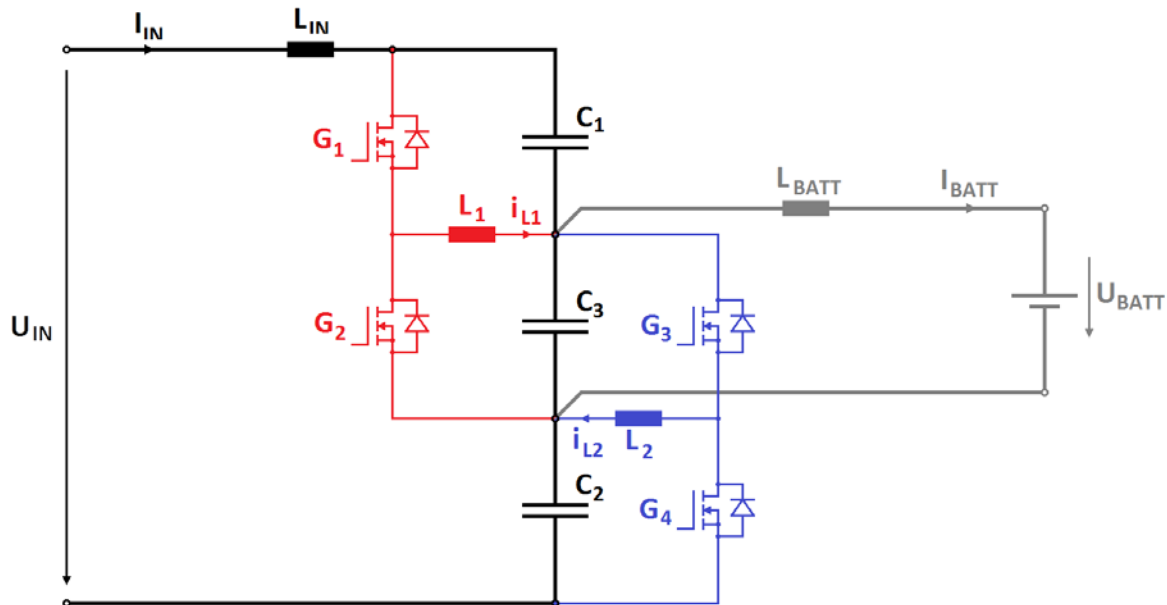 I_IN
L_IN
C_1
G_1
L_BATT
I_BATT
L_1
i_L1
U_IN
G_2
C_3
G_3
U_BATT
i_L2
L_2
C_2
G_4